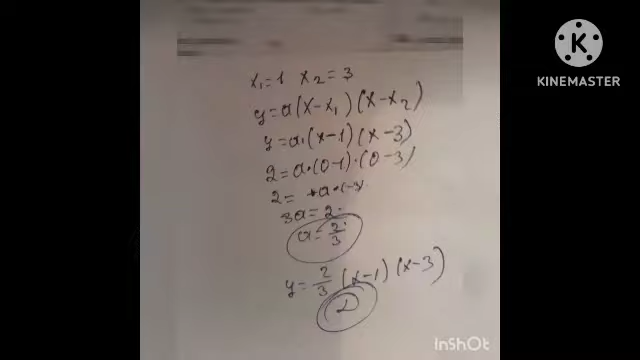 x₁=1 x₂=3
y=a(x-x₁)(x-x₂)
y=a·(x-1)(x-3)
2=a·(0-1)·(0-3)
2= a·(-3)
3a=2
a=2/3
y=2/3(x-1)(x-3)
D
K
KINEMASTER
InShOt